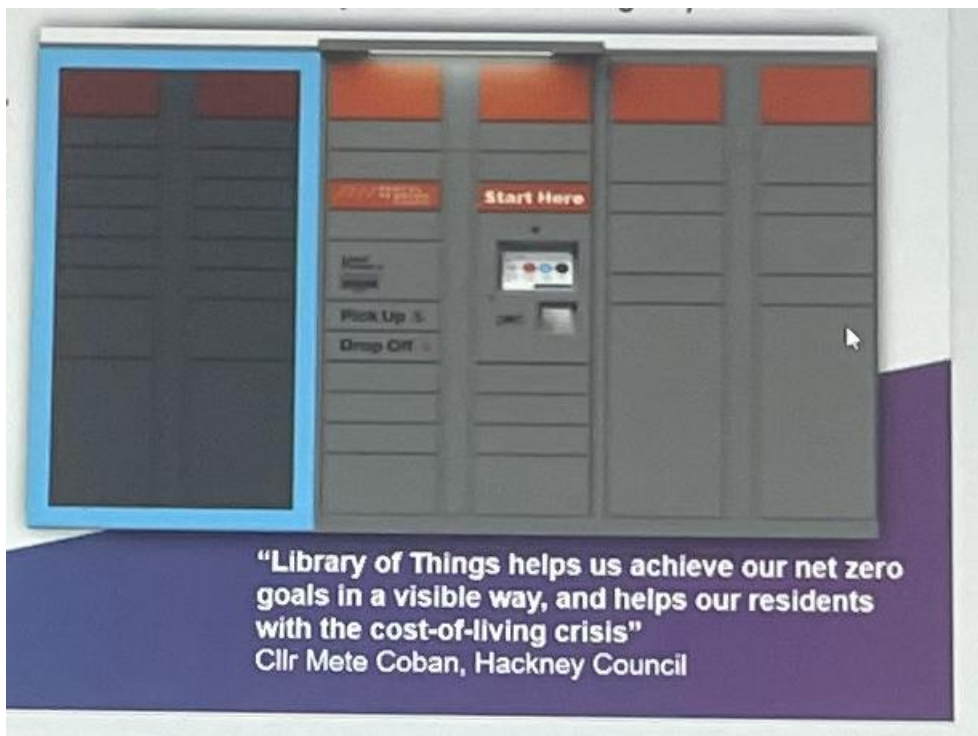 Start Here
Pick Up
Drop Off
“Library of Things helps us achieve our net zero
goals in a visible way, and helps our residents
with the cost-of-living crisis”
Cllr Mete Coban, Hackney Council